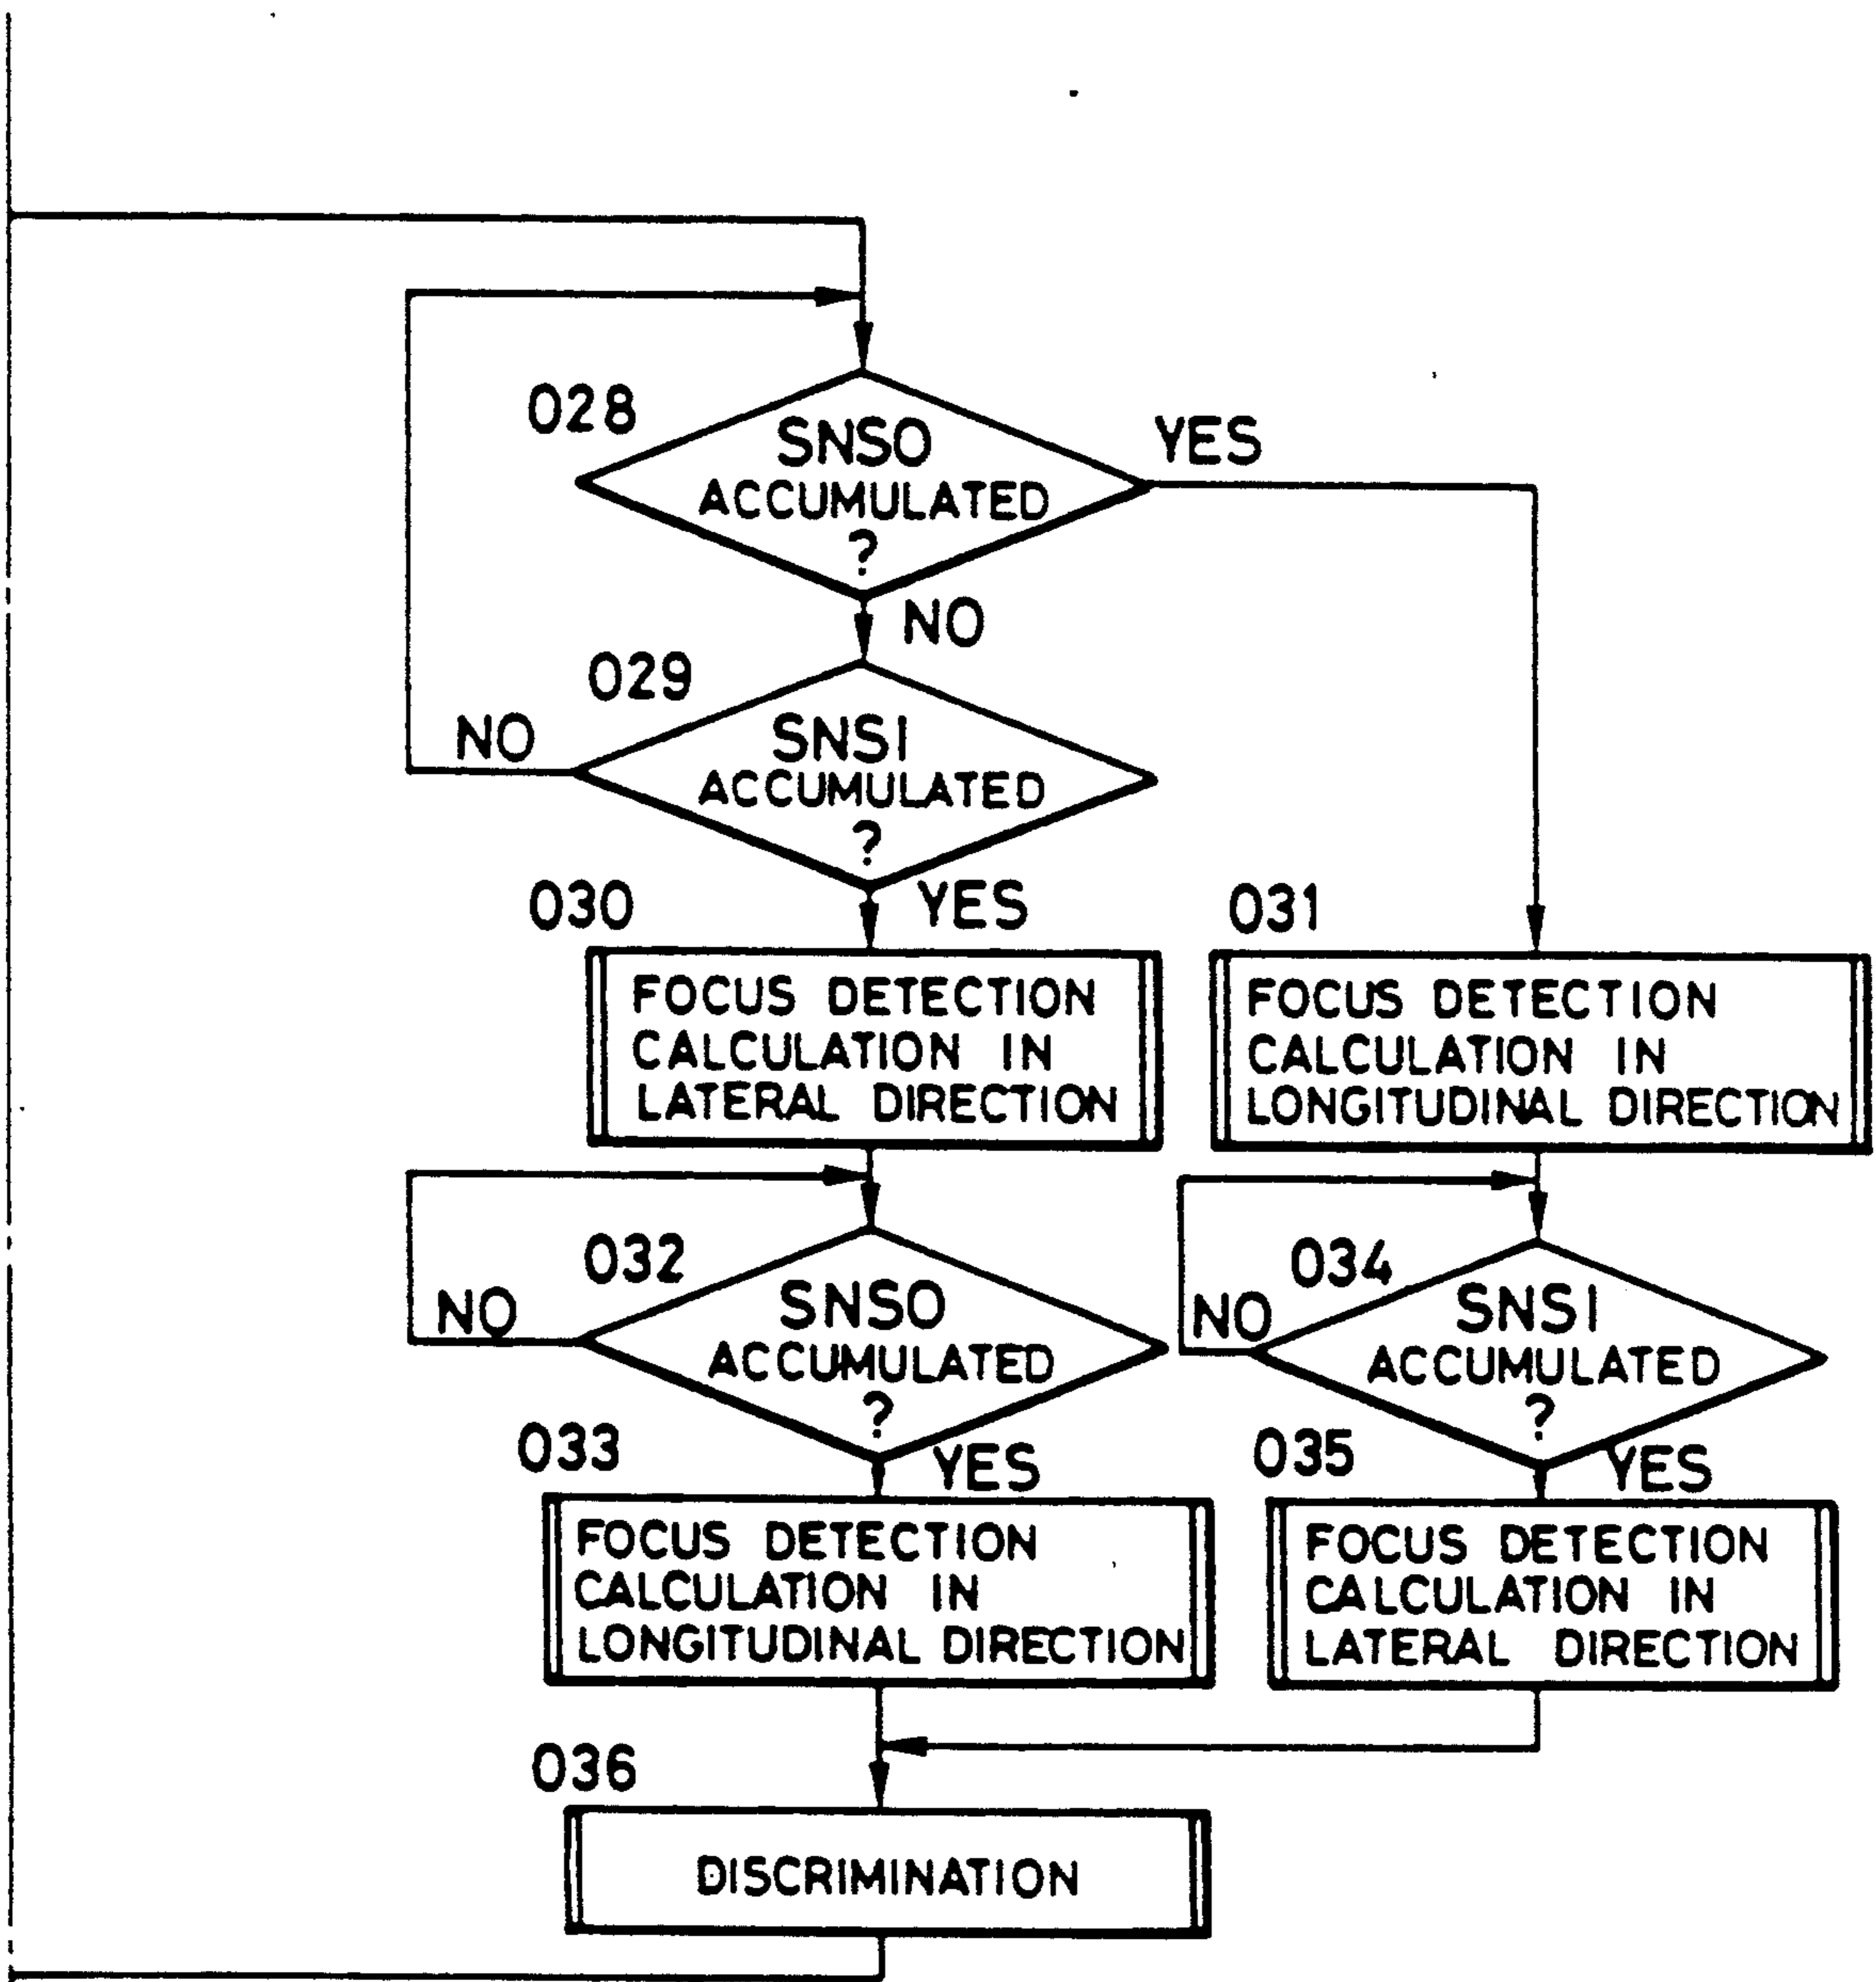 028
SNSO
ACCUMULATED
?
YES
NO
029
SNSI
ACCUMULATED
?
NO
YES
030
FOCUS DETECTION
CALCULATION IN
LATERAL DIRECTION
031
FOCUS DETECTION
CALCULATION IN
LONGITUDINAL DIRECTION
032
SNSO
ACCUMULATED
?
NO
YES
034
SNSI
ACCUMULATED
?
NO
YES
033
FOCUS DETECTION
CALCULATION IN
LONGITUDINAL DIRECTION
035
FOCUS DETECTION
CALCULATION IN
LATERAL DIRECTION
036
DISCRIMINATION